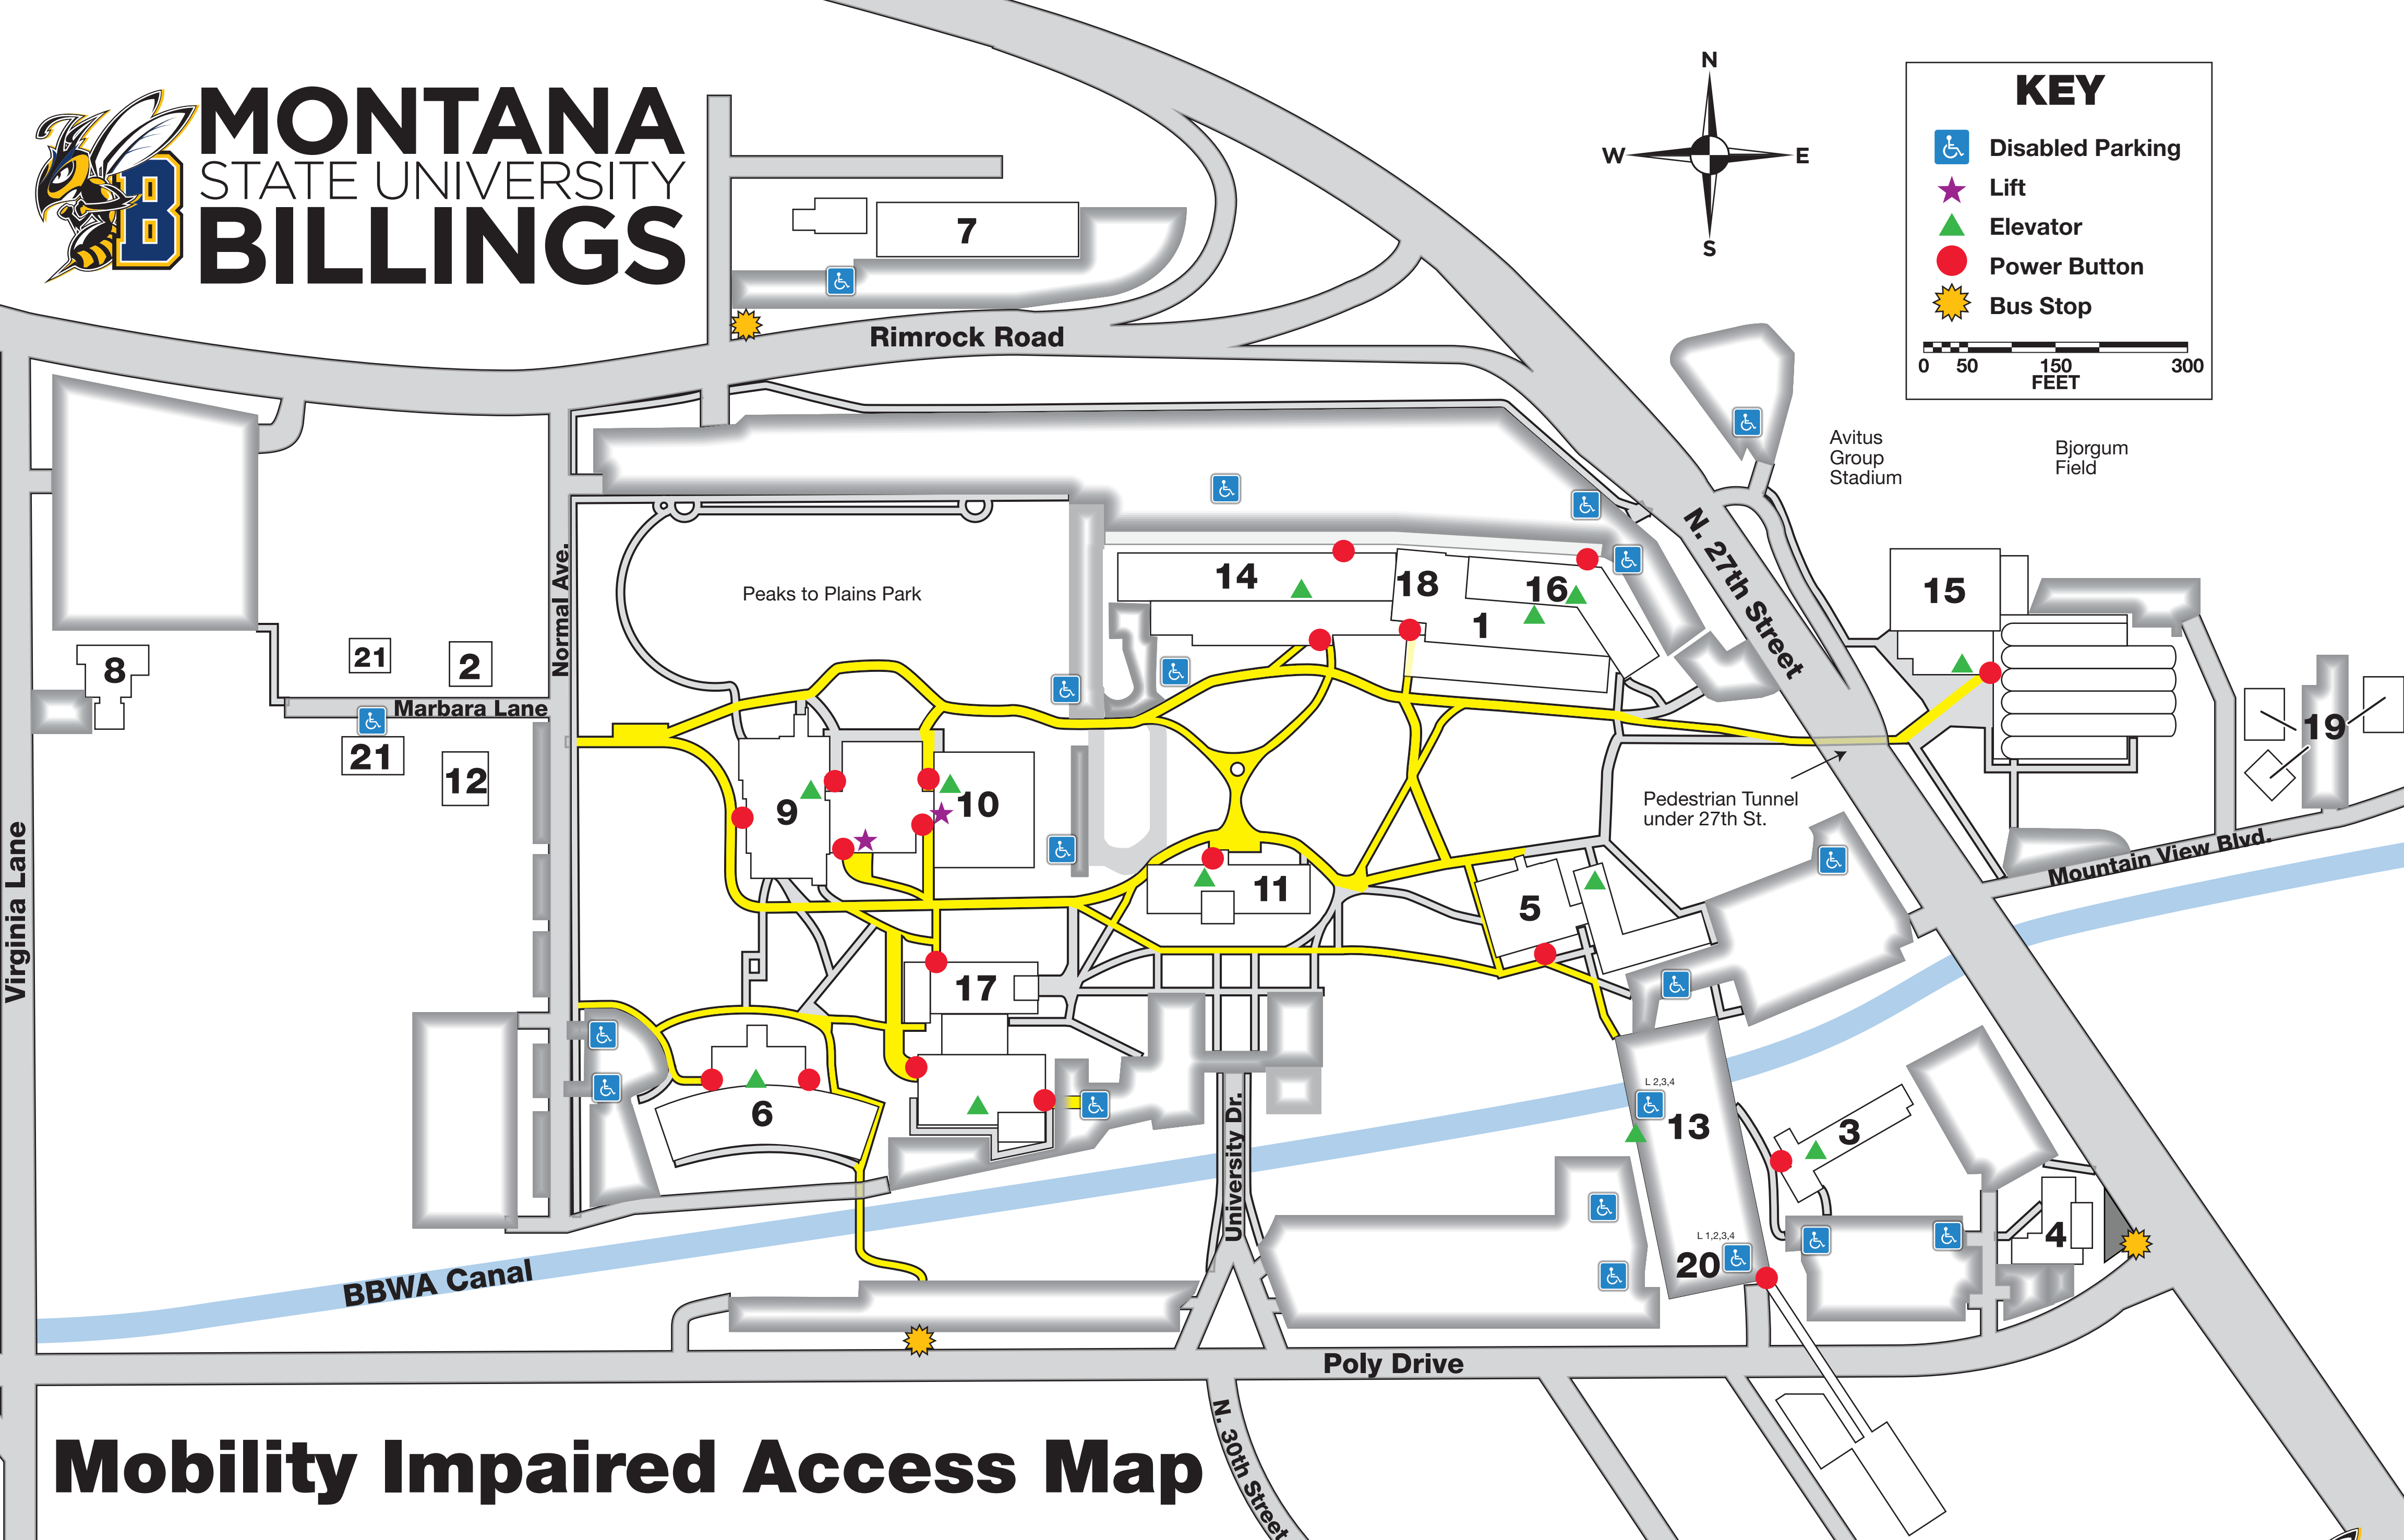 MONTANA
STATE UNIVERSITY
BILLINGS
B
N
W
E
S
KEY
Disabled Parking
Lift
Elevator
Power Button
Bus Stop
0 50 150 300
FEET
7
Rimrock Road
Avitus
Group
Stadium
Bjorgum
Field
N. 27th Street
Normal Ave.
Peaks to Plains Park
14
18
16
1
15
8
21
2
Marbara Lane
21
12
19
9
10
Pedestrian Tunnel
under 27th St.
Mountain View Blvd.
Virginia Lane
11
5
17
6
University Dr.
L 2,3,4
13
3
L 1,2,3,4
20
4
BBWA Canal
Poly Drive
N. 30th Street
Mobility Impaired Access Map